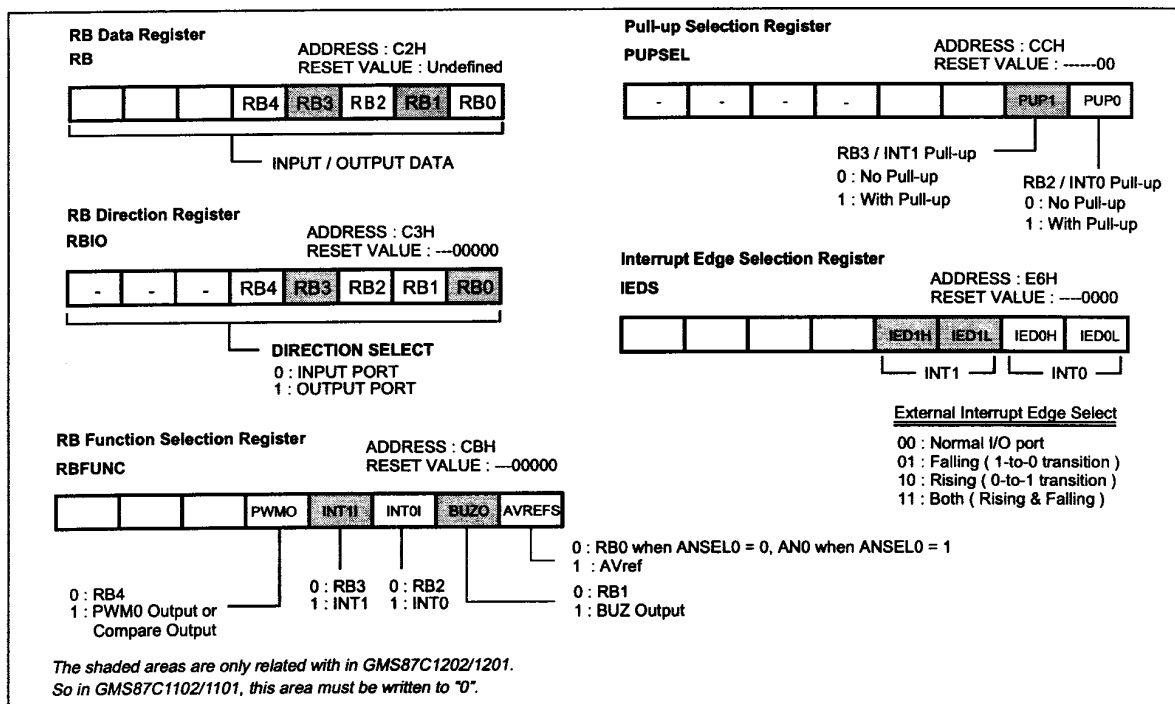 RB Data Register
RB
ADDRESS : C2H
RESET VALUE : Undefined
RB4 RB3 RB2 RB1 RB0
INPUT / OUTPUT DATA
RB Direction Register
RBIO
ADDRESS : C3H
RESET VALUE : ---00000
- - - RB4 RB3 RB2 RB1 RB0
DIRECTION SELECT
0 : INPUT PORT
1 : OUTPUT PORT
RB Function Selection Register
RBFUNC
ADDRESS : CBH
RESET VALUE : ---00000
PWMO INT1I INT0I BUZO AVREFS
0 : RB4
1 : PWM0 Output or
Compare Output
0 : RB3
1 : INT1
0 : RB2
1 : INT0
0 : RB0 when ANSEL0 = 0, AN0 when ANSEL0 = 1
1 : AVref
0 : RB1
1 : BUZ Output
The shaded areas are only related with in GMS87C1202/1201.
So in GMS87C1102/1101, this area must be written to "0".
Pull-up Selection Register
PUPSEL
ADDRESS : CCH
RESET VALUE : ------00
- - - - PUP1 PUP0
RB3 / INT1 Pull-up
0 : No Pull-up
1 : With Pull-up
RB2 / INT0 Pull-up
0 : No Pull-up
1 : With Pull-up
Interrupt Edge Selection Register
IEDS
ADDRESS : E6H
RESET VALUE : ----0000
IED1H IED1L IED0H IED0L
INT1 INT0
External Interrupt Edge Select
00 : Normal I/O port
01 : Falling ( 1-to-0 transition )
10 : Rising ( 0-to-1 transition )
11 : Both ( Rising & Falling )